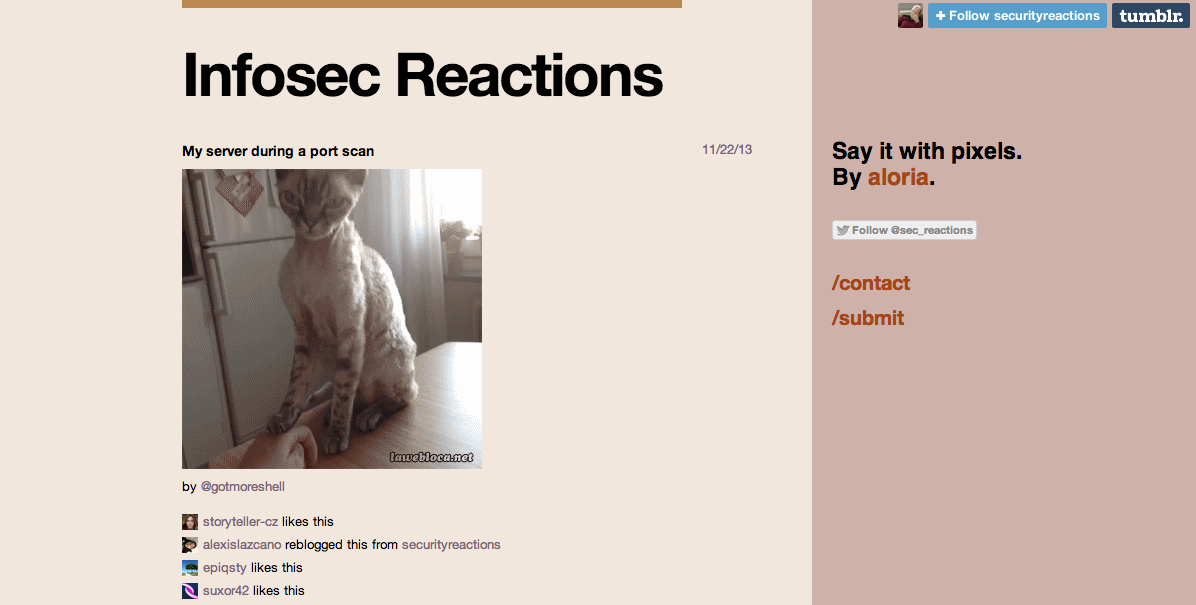 + Follow securityreactions
tumblr.
Infosec Reactions
My server during a port scan
11/22/13
lawebloca.net
by @gotmoreshell
storyteller-cz likes this
alexislazcano reblogged this from securityreactions
epiqsty likes this
suxor42 likes this
Say it with pixels.
By aloria.
Follow @sec_reactions
/contact
/submit